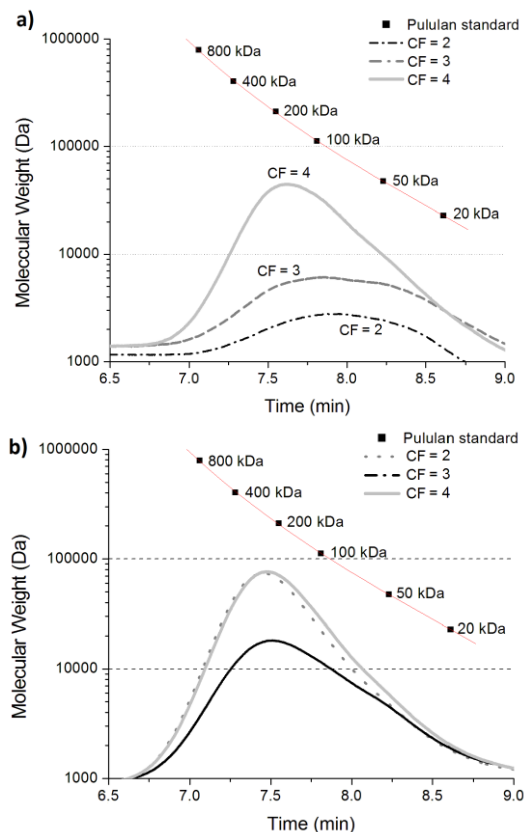 a)
Pululan standard
CF = 2
CF = 3
CF = 4
1000000
100000
10000
1000
Moleccular Weight (Da)
800 kDa
400 kDa
200 kDa
100 kDa
50 kDa
20 kDa
CF = 4
CF = 3
CF = 2
6.5 7.0 7.5 8.0 8.5 9.0
Time (min)
b)
Pululan standard
CF = 2
CF = 3
CF = 4
1000000
100000
10000
1000
Moleccular Weight (Da)
800 kDa
400 kDa
200 kDa
100 kDa
50 kDa
20 kDa
6.5 7.0 7.5 8.0 8.5 9.0
Time (min)